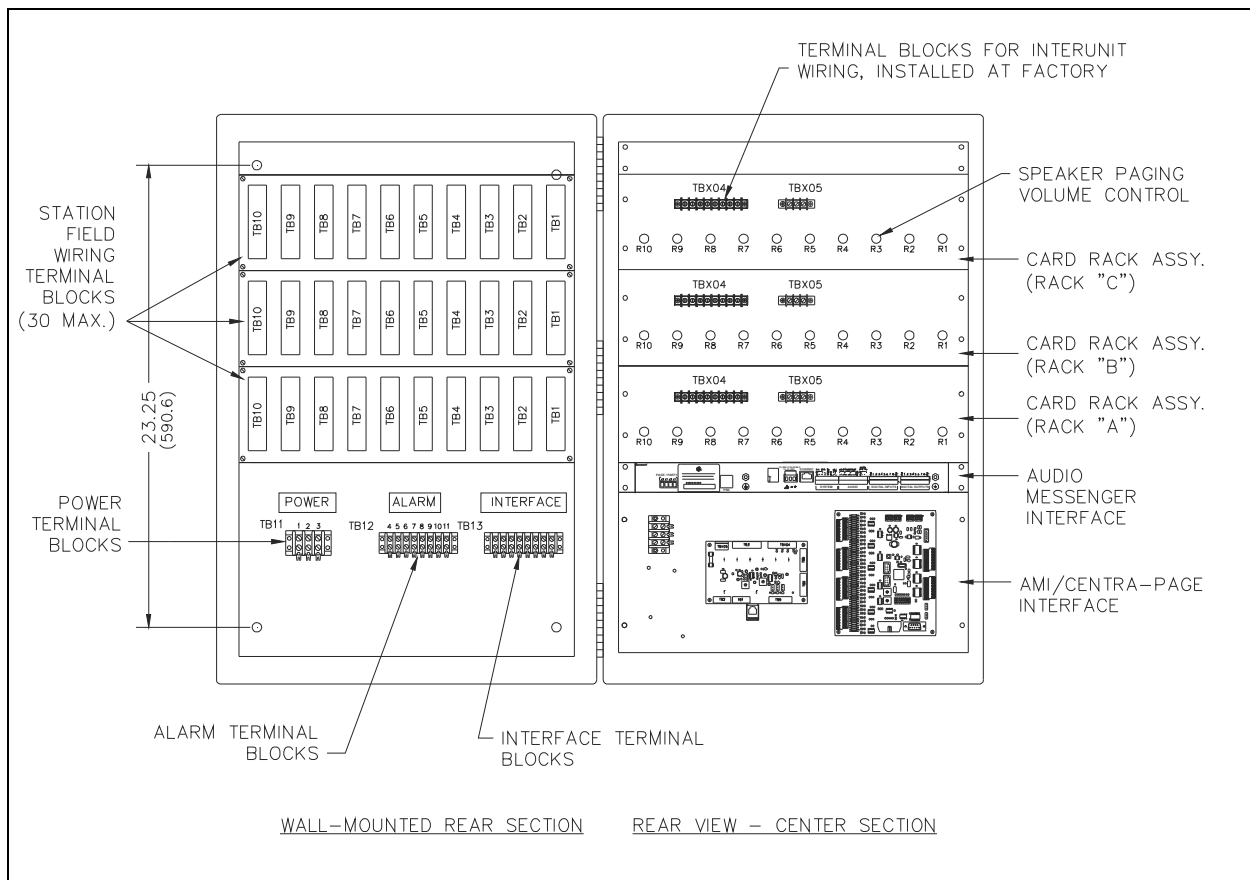 TERMINAL BLOCKS FOR INTERUNIT
WIRING, INSTALLED AT FACTORY
SPEAKER PAGING
VOLUME CONTROL
STATION
FIELD
WIRING
TERMINAL
BLOCKS
(30 MAX.)
TB10 TB9 TB8 TB7 TB6 TB5 TB4 TB3 TB2 TB1
TB10 TB9 TB8 TB7 TB6 TB5 TB4 TB3 TB2 TB1
TB10 TB9 TB8 TB7 TB6 TB5 TB4 TB3 TB2 TB1
23.25
(590.6)
TBX04 TBX05
R10 R9 R8 R7 R6 R5 R4 R3 R2 R1
CARD RACK ASSY.
(RACK "C")
TBX04 TBX05
R10 R9 R8 R7 R6 R5 R4 R3 R2 R1
CARD RACK ASSY.
(RACK "B")
TBX04 TBX05
R10 R9 R8 R7 R6 R5 R4 R3 R2 R1
CARD RACK ASSY.
(RACK "A")
AUDIO
MESSENGER
INTERFACE
POWER
TERMINAL
BLOCKS
POWER ALARM INTERFACE
TB11 1 2 3 TB12 4 5 6 7 8 9 10 11 TB13
AMI/CENTRA-PAGE
INTERFACE
ALARM TERMINAL
BLOCKS
INTERFACE TERMINAL
BLOCKS
WALL-MOUNTED REAR SECTION REAR VIEW - CENTER SECTION